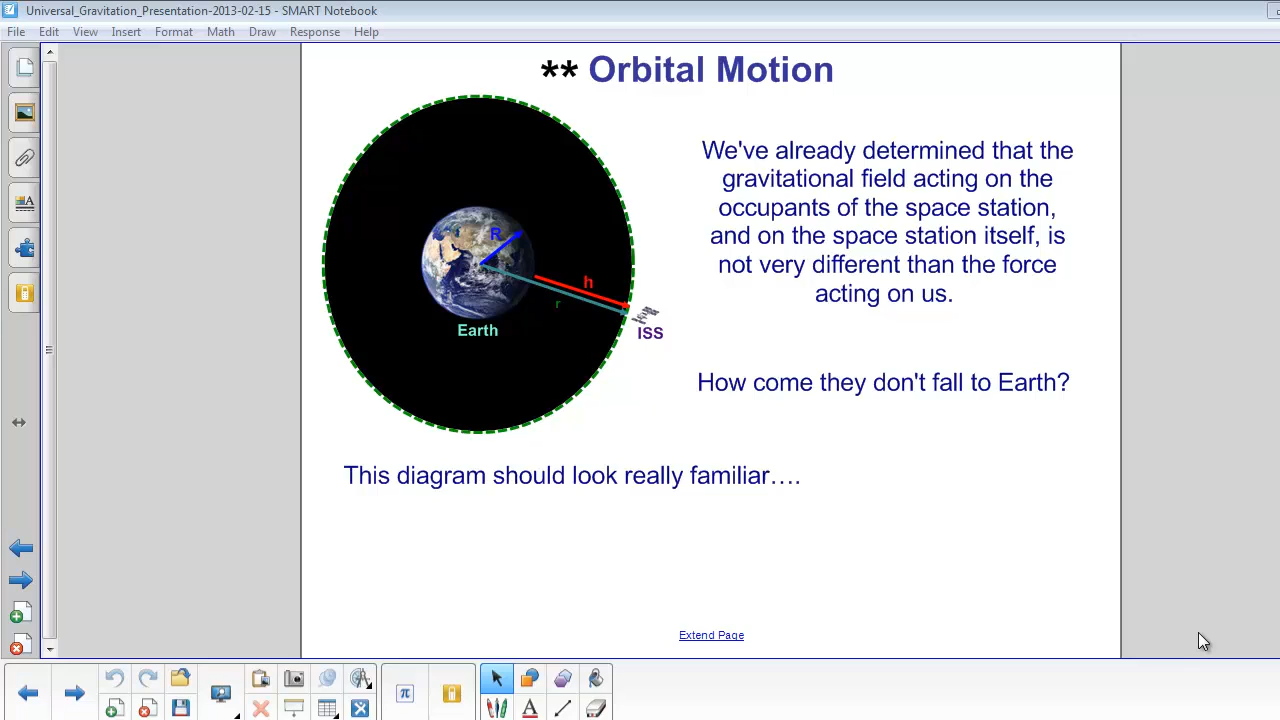 Universal_Gravitation_Presentation-2013-02-15 - SMART Notebook
File Edit View Insert Format Math Draw Response Help
** Orbital Motion
We've already determined that the
gravitational field acting on the
occupants of the space station,
and on the space station itself, is
not very different than the force
acting on us.
R
h
r
ISS
Earth
How come they don't fall to Earth?
This diagram should look really familiar….
Extend Page